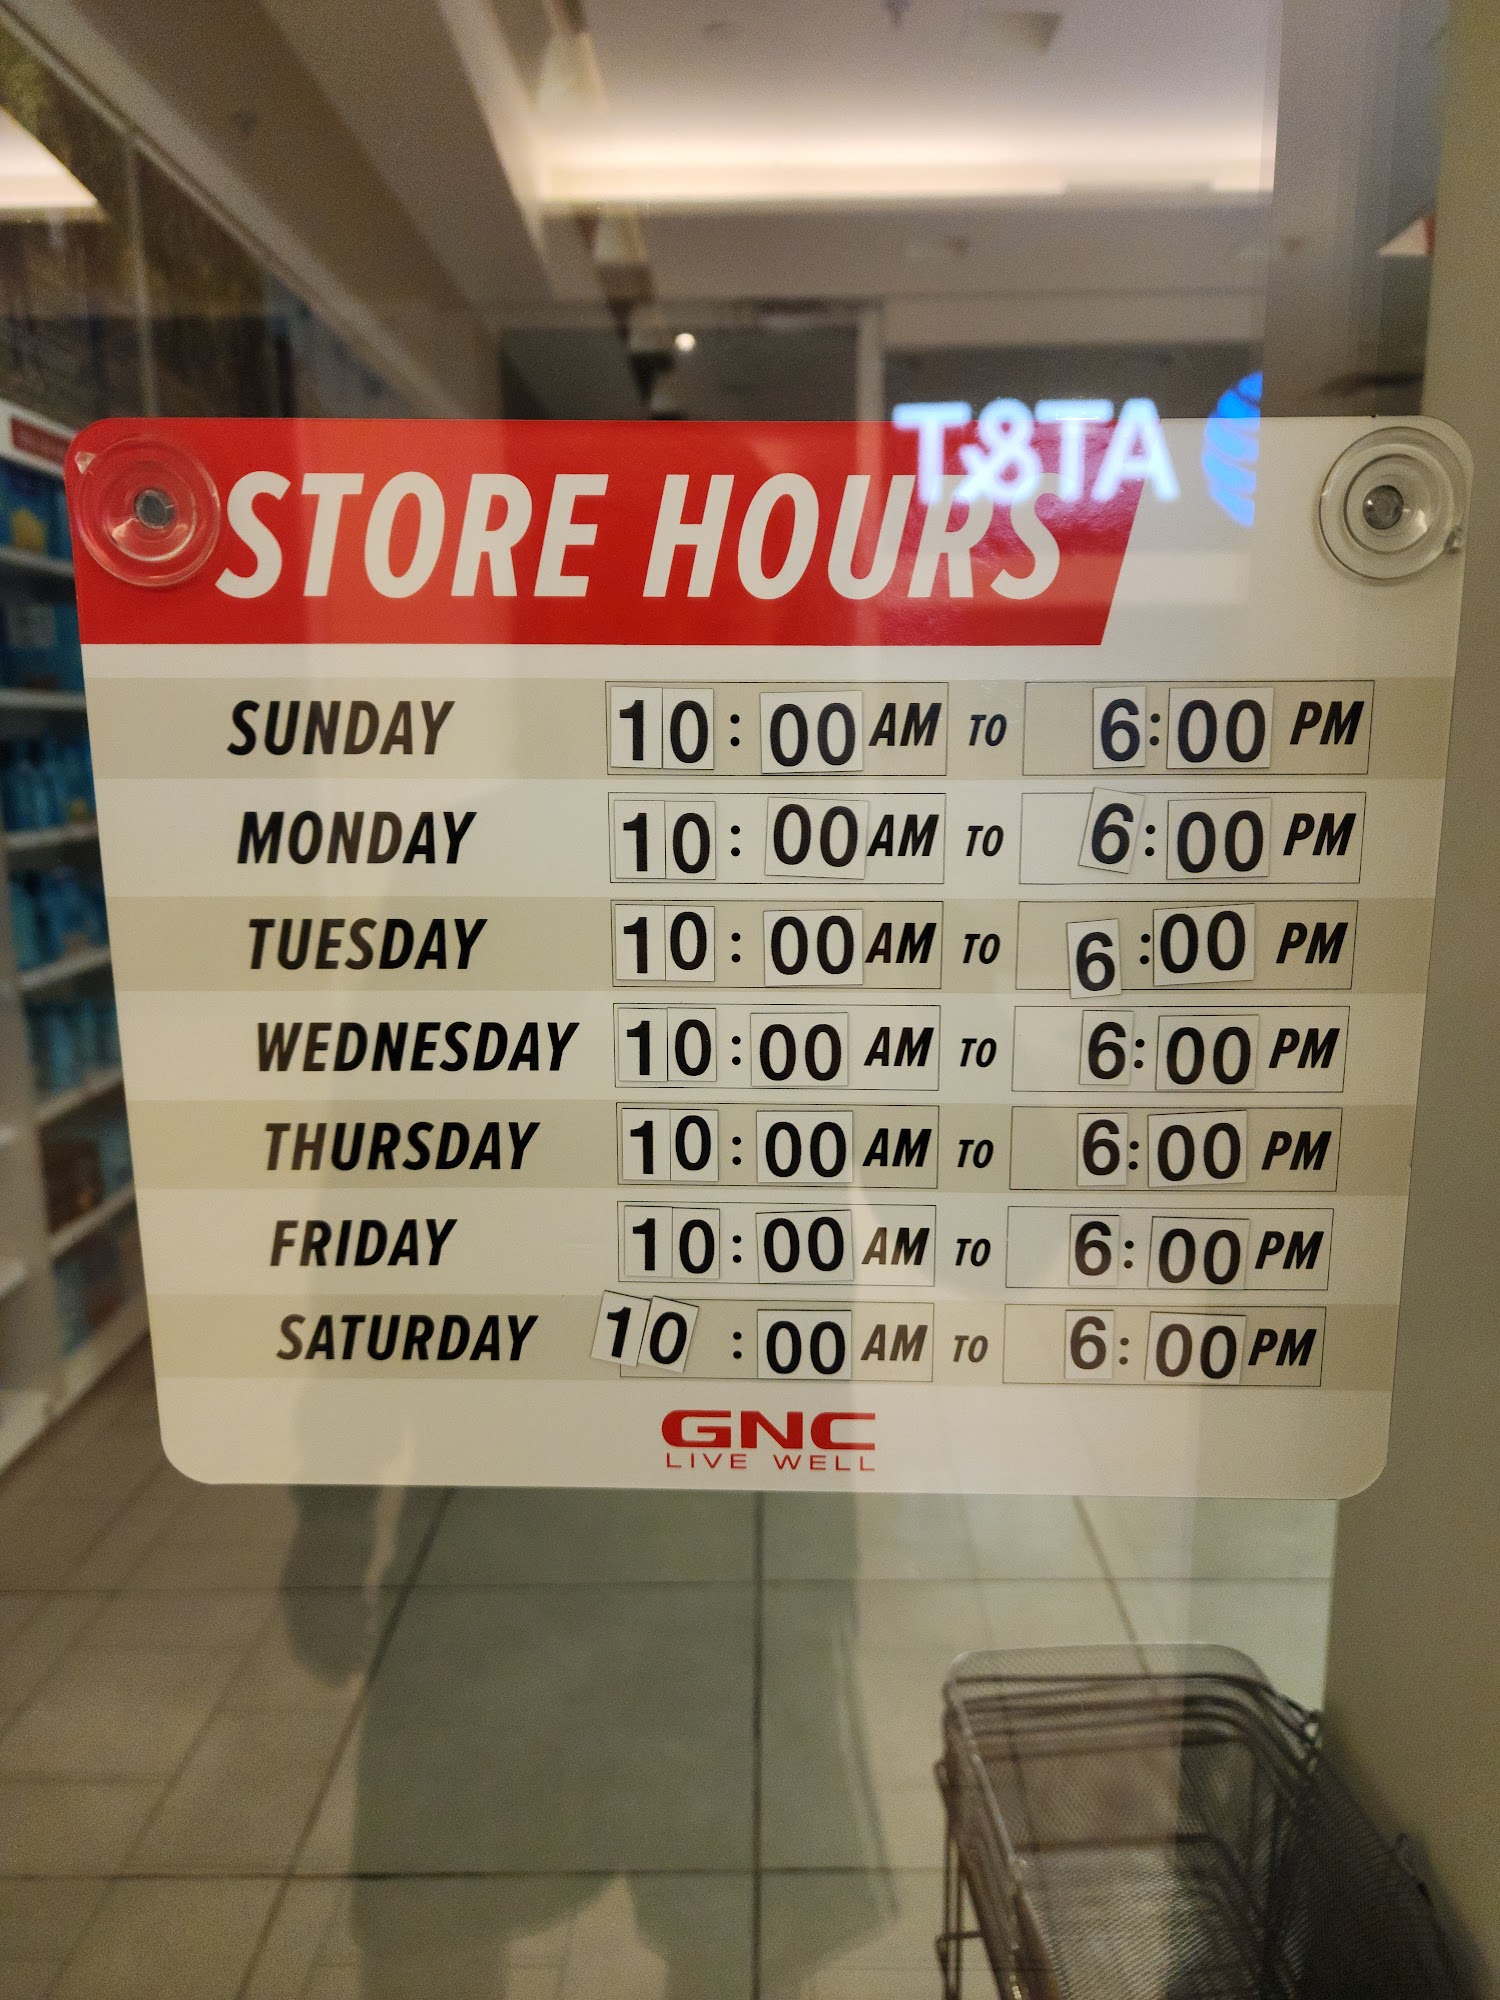 STORE HOURS
AT&T
SUNDAY 10:00 AM TO 6:00 PM
MONDAY 10:00 AM TO 6:00 PM
TUESDAY 10:00 AM TO 6:00 PM
WEDNESDAY 10:00 AM TO 6:00 PM
THURSDAY 10:00 AM TO 6:00 PM
FRIDAY 10:00 AM TO 6:00 PM
SATURDAY 10:00 AM TO 6:00 PM
GNC
LIVE WELL